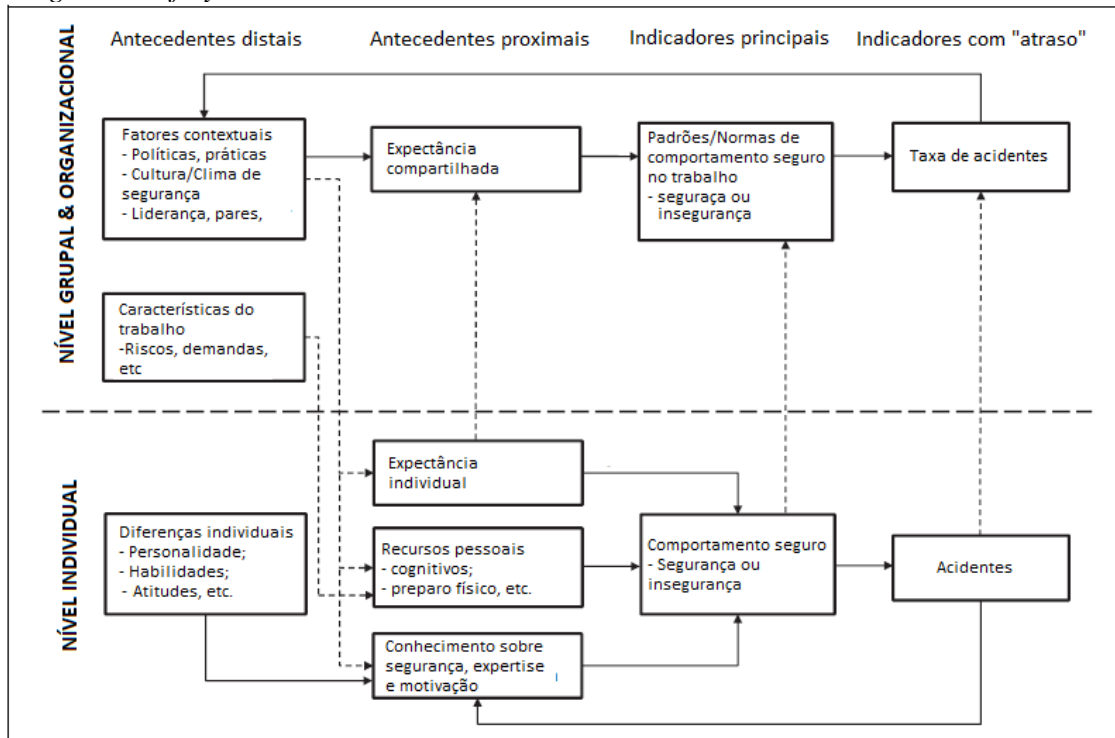 Antecedentes distais
Antecedentes proximais
Indicadores principais
Indicadores com "atraso"
NÍVEL GRUPAL & ORGANIZACIONAL
Fatores contextuais
- Políticas, práticas
- Cultura/Clima de
segurança
- Liderança, pares,
Expectância
compartilhada
Padrões/Normas de
comportamento seguro
no trabalho
- seguraça ou
insegurança
Taxa de acidentes
Características do
trabalho
-Riscos, demandas,
etc
NÍVEL INDIVIDUAL
Expectância
individual
Diferenças individuais
- Personalidade;
- Habilidades;
- Atitudes, etc.
Recursos pessoais
- cognitivos;
- preparo físico, etc.
Comportamento seguro
- Segurança ou
insegurança
Acidentes
Conhecimento sobre
segurança, expertise
e motivação